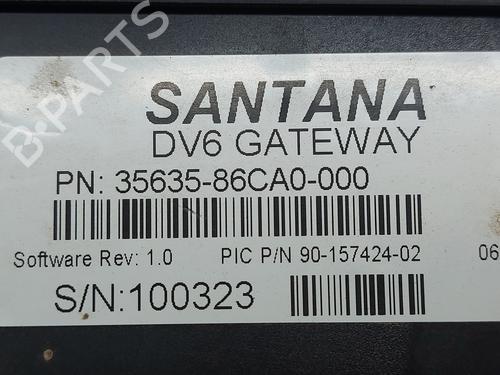 B-PARTS
SANTANA
DV6 GATEWAY
PN: 35635-86CA0-000
Software Rev: 1.0 PIC P/N 90-157424-02 06
S/N:100323